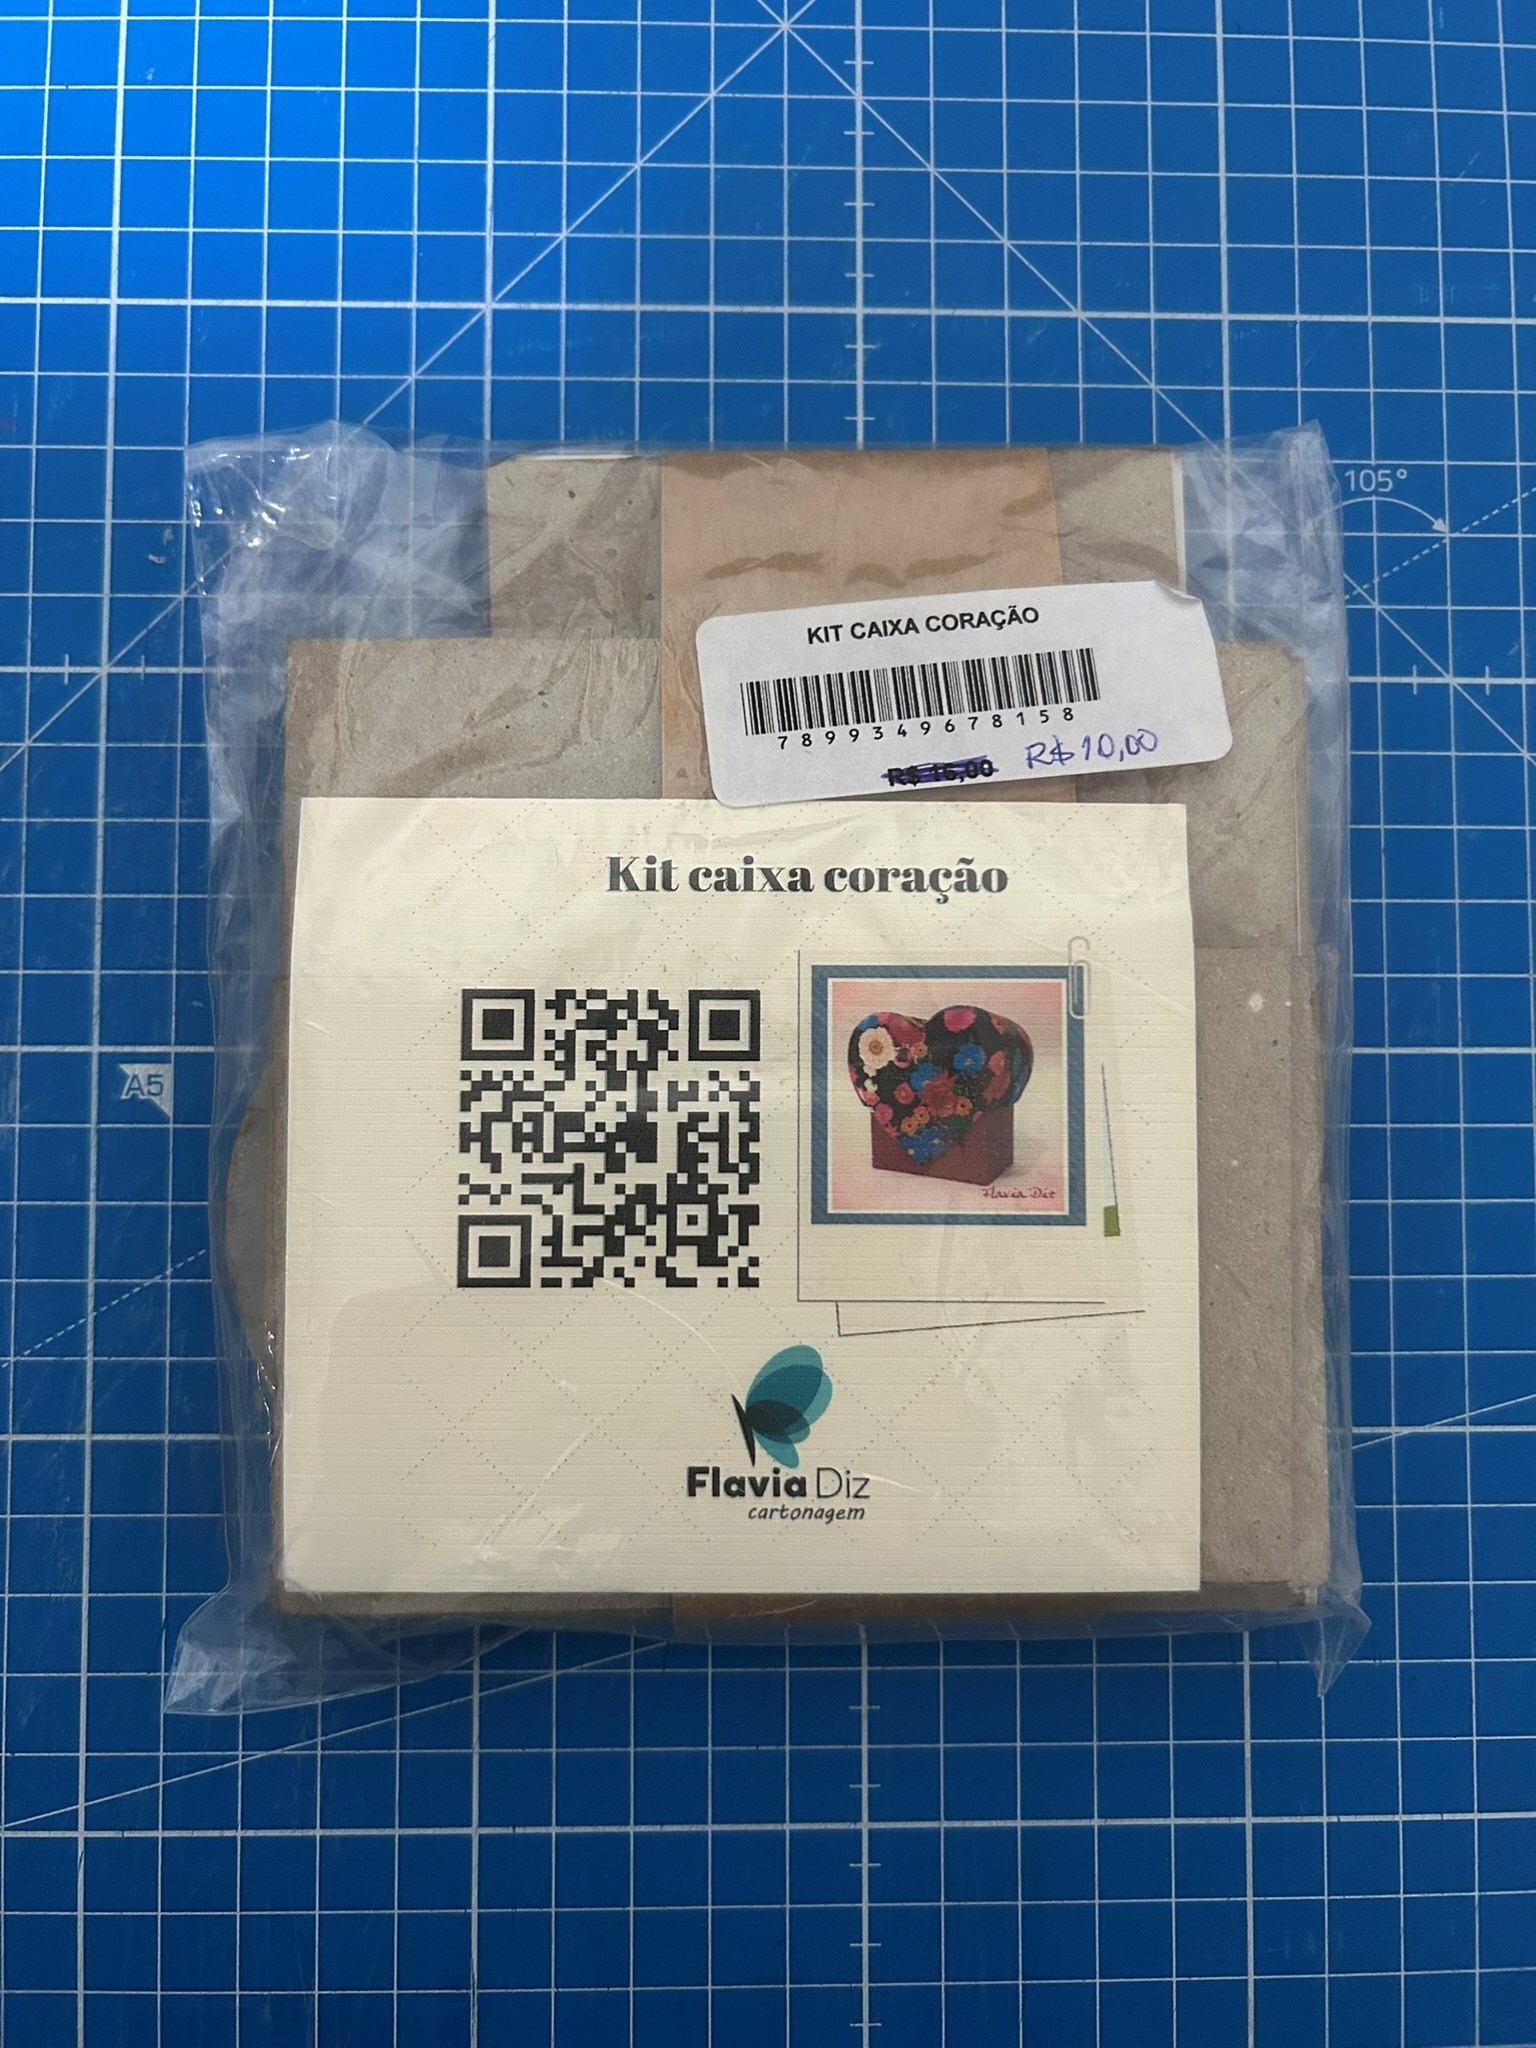 105°
KIT CAIXA CORAÇÃO
7899349678158
R$ 16,00 R$ 10,00
Kit caixa coração
A5
Flavia Diz
Flavia Diz
cartonagem